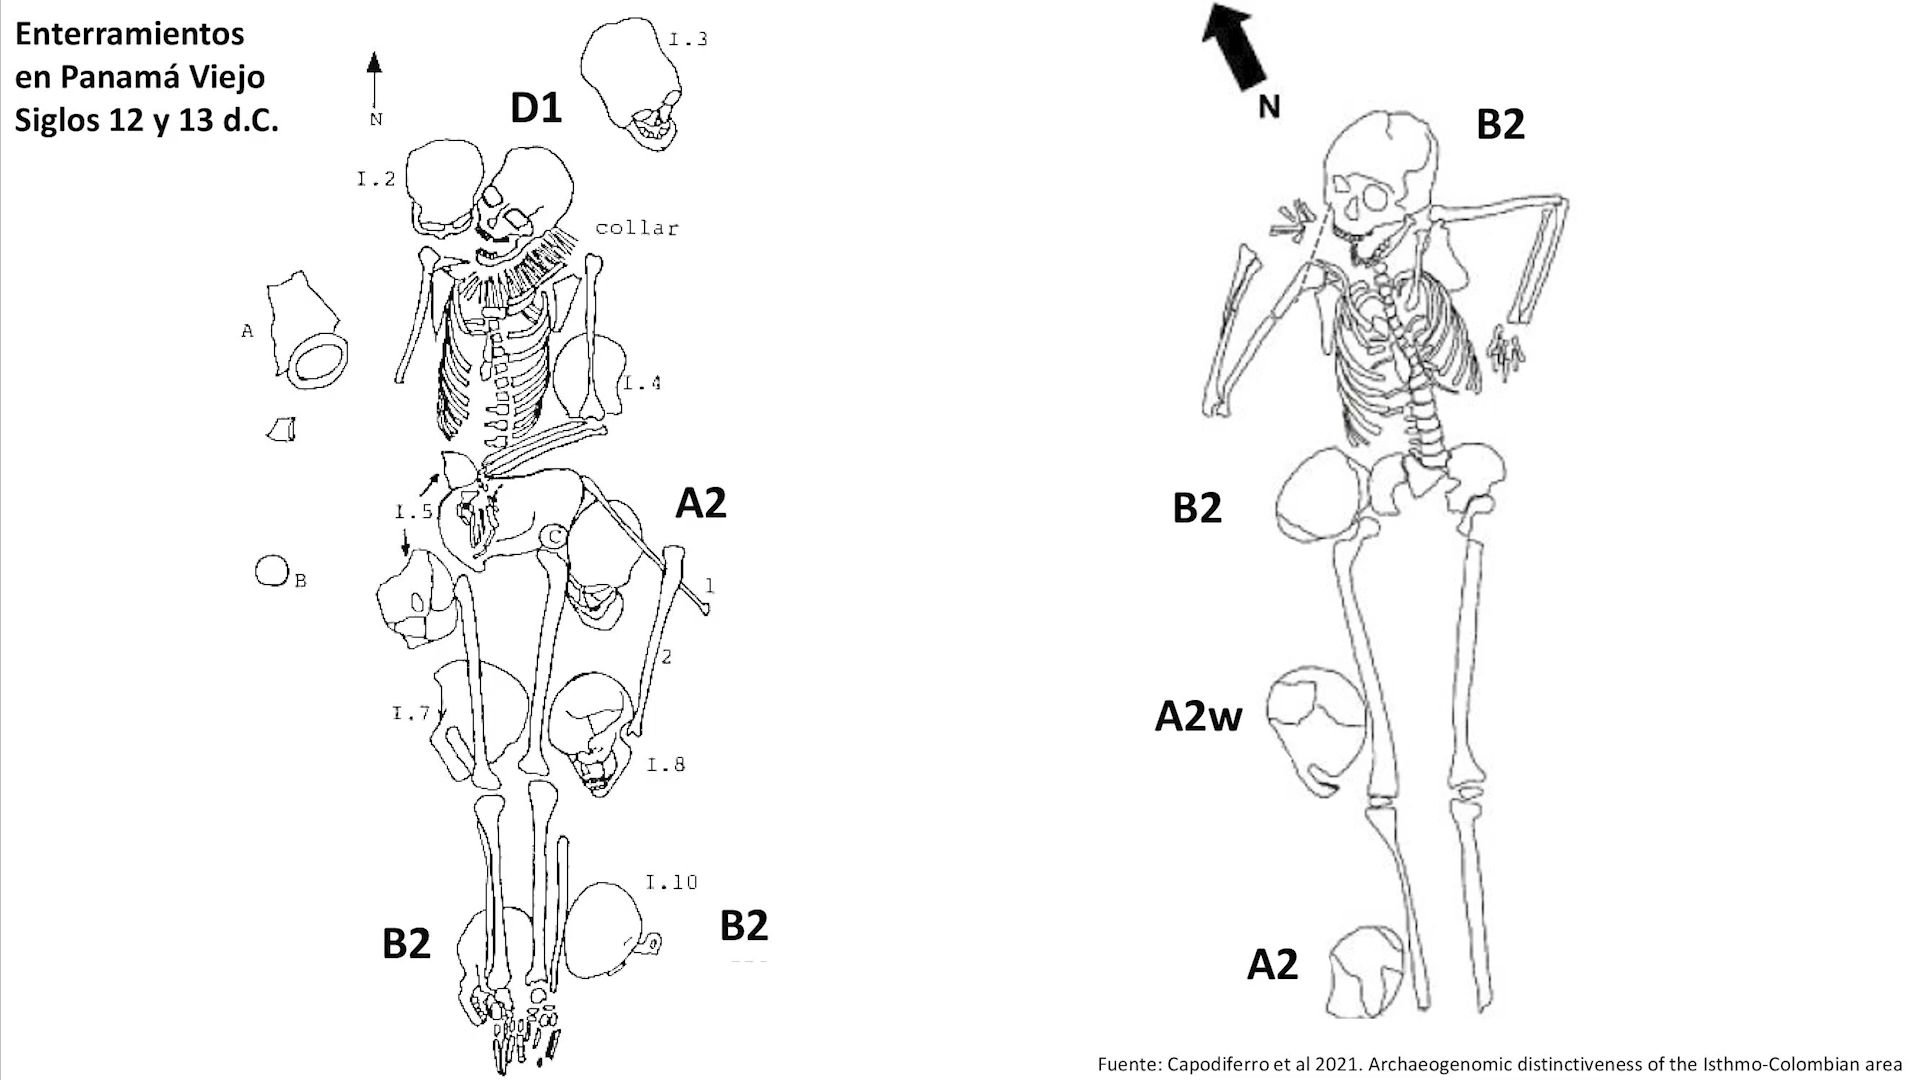 Enterramientos
en Panamá Viejo
Siglos 12 y 13 d.C.
N
D1
I.3
I.2
collar
A
I.4
A2
I.5
C
B
1
2
I.7
I.8
I.10
B2
B2
N
B2
B2
A2w
A2
Fuente: Capodiferro et al 2021. Archaeogenomic distinctiveness of the Isthmo-Colombian area